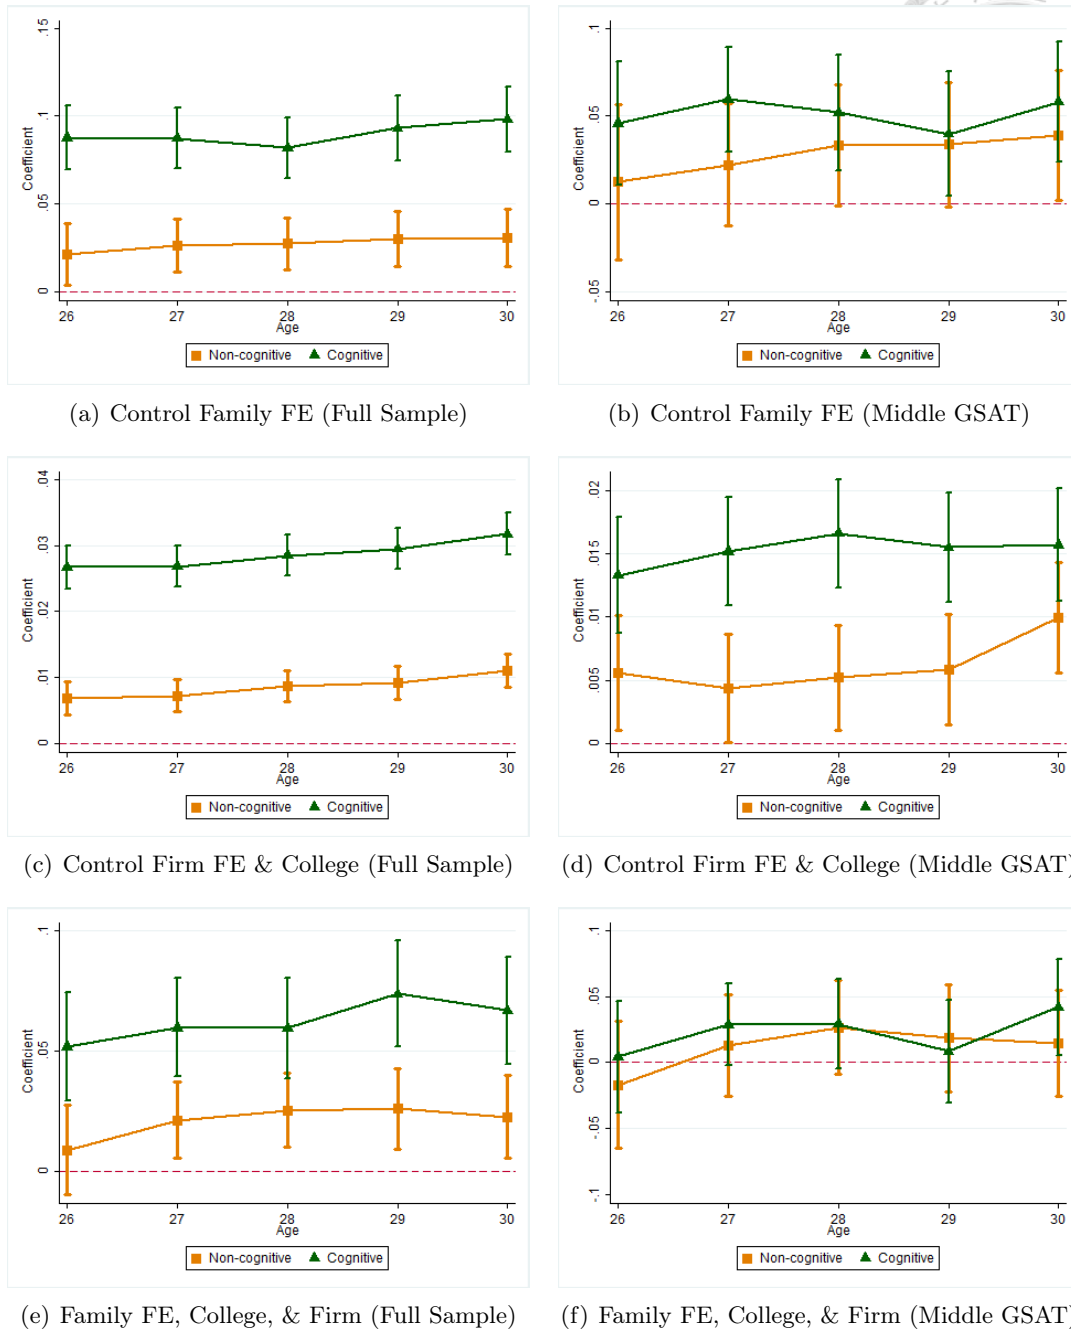 .15
.1
.05
0
Coefficient
26 27 28 29 30
Age
Non-cognitive Cognitive
(a) Control Family FE (Full Sample)
.1
.05
0
-.05
Coefficient
26 27 28 29 30
Age
Non-cognitive Cognitive
(b) Control Family FE (Middle GSAT)
.04
.03
.02
.01
0
Coefficient
26 27 28 29 30
Age
Non-cognitive Cognitive
(c) Control Firm FE & College (Full Sample)
.02
.015
.01
.005
0
Coefficient
26 27 28 29 30
Age
Non-cognitive Cognitive
(d) Control Firm FE & College (Middle GSAT)
.1
.05
0
Coefficient
26 27 28 29 30
Age
Non-cognitive Cognitive
(e) Family FE, College, & Firm (Full Sample)
.1
.05
0
-.05
-.1
Coefficient
26 27 28 29 30
Age
Non-cognitive Cognitive
(f) Family FE, College, & Firm (Middle GSAT)